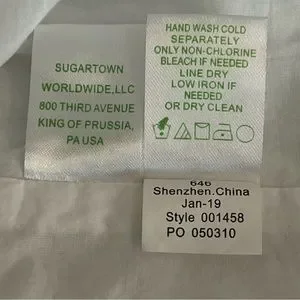 SUGARTOWN
WORLDWIDE,LLC
800 THIRD AVENUE
KING OF PRUSSIA,
PA USA
HAND WASH COLD
SEPARATELY
ONLY NON-CHLORINE
BLEACH IF NEEDED
LINE DRY
LOW IRON IF
NEEDED
OR DRY CLEAN
646
Shenzhen.China
Jan-19
Style 001458
PO 050310